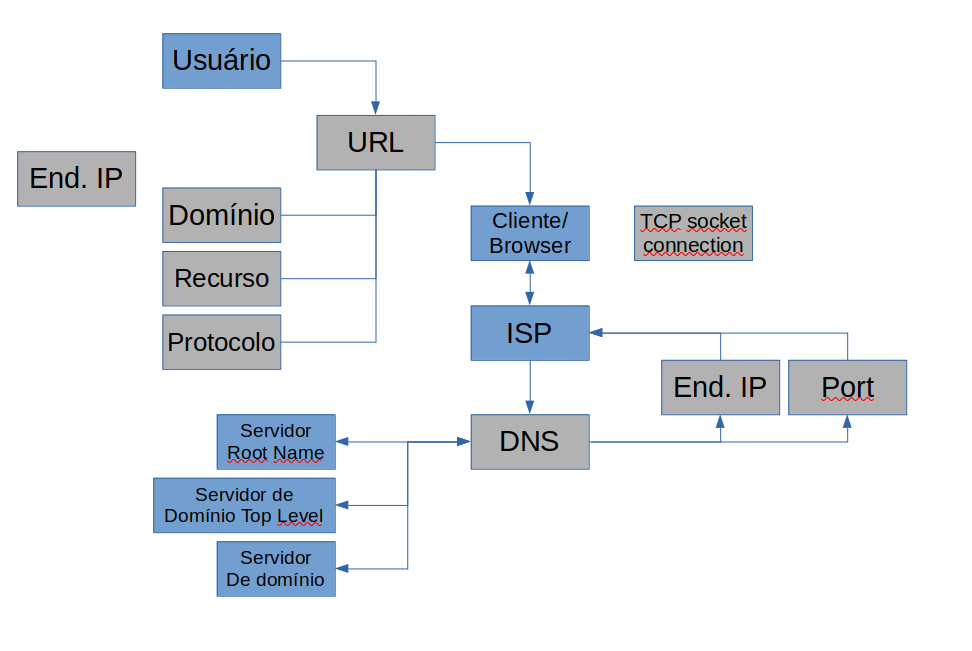 Usuário
URL
End. IP
Domínio
Recurso
Protocolo
Cliente/
Browser
TCP socket
connection
ISP
End. IP
Port
DNS
Servidor
Root Name
Servidor de
Domínio Top Level
Servidor
De domínio